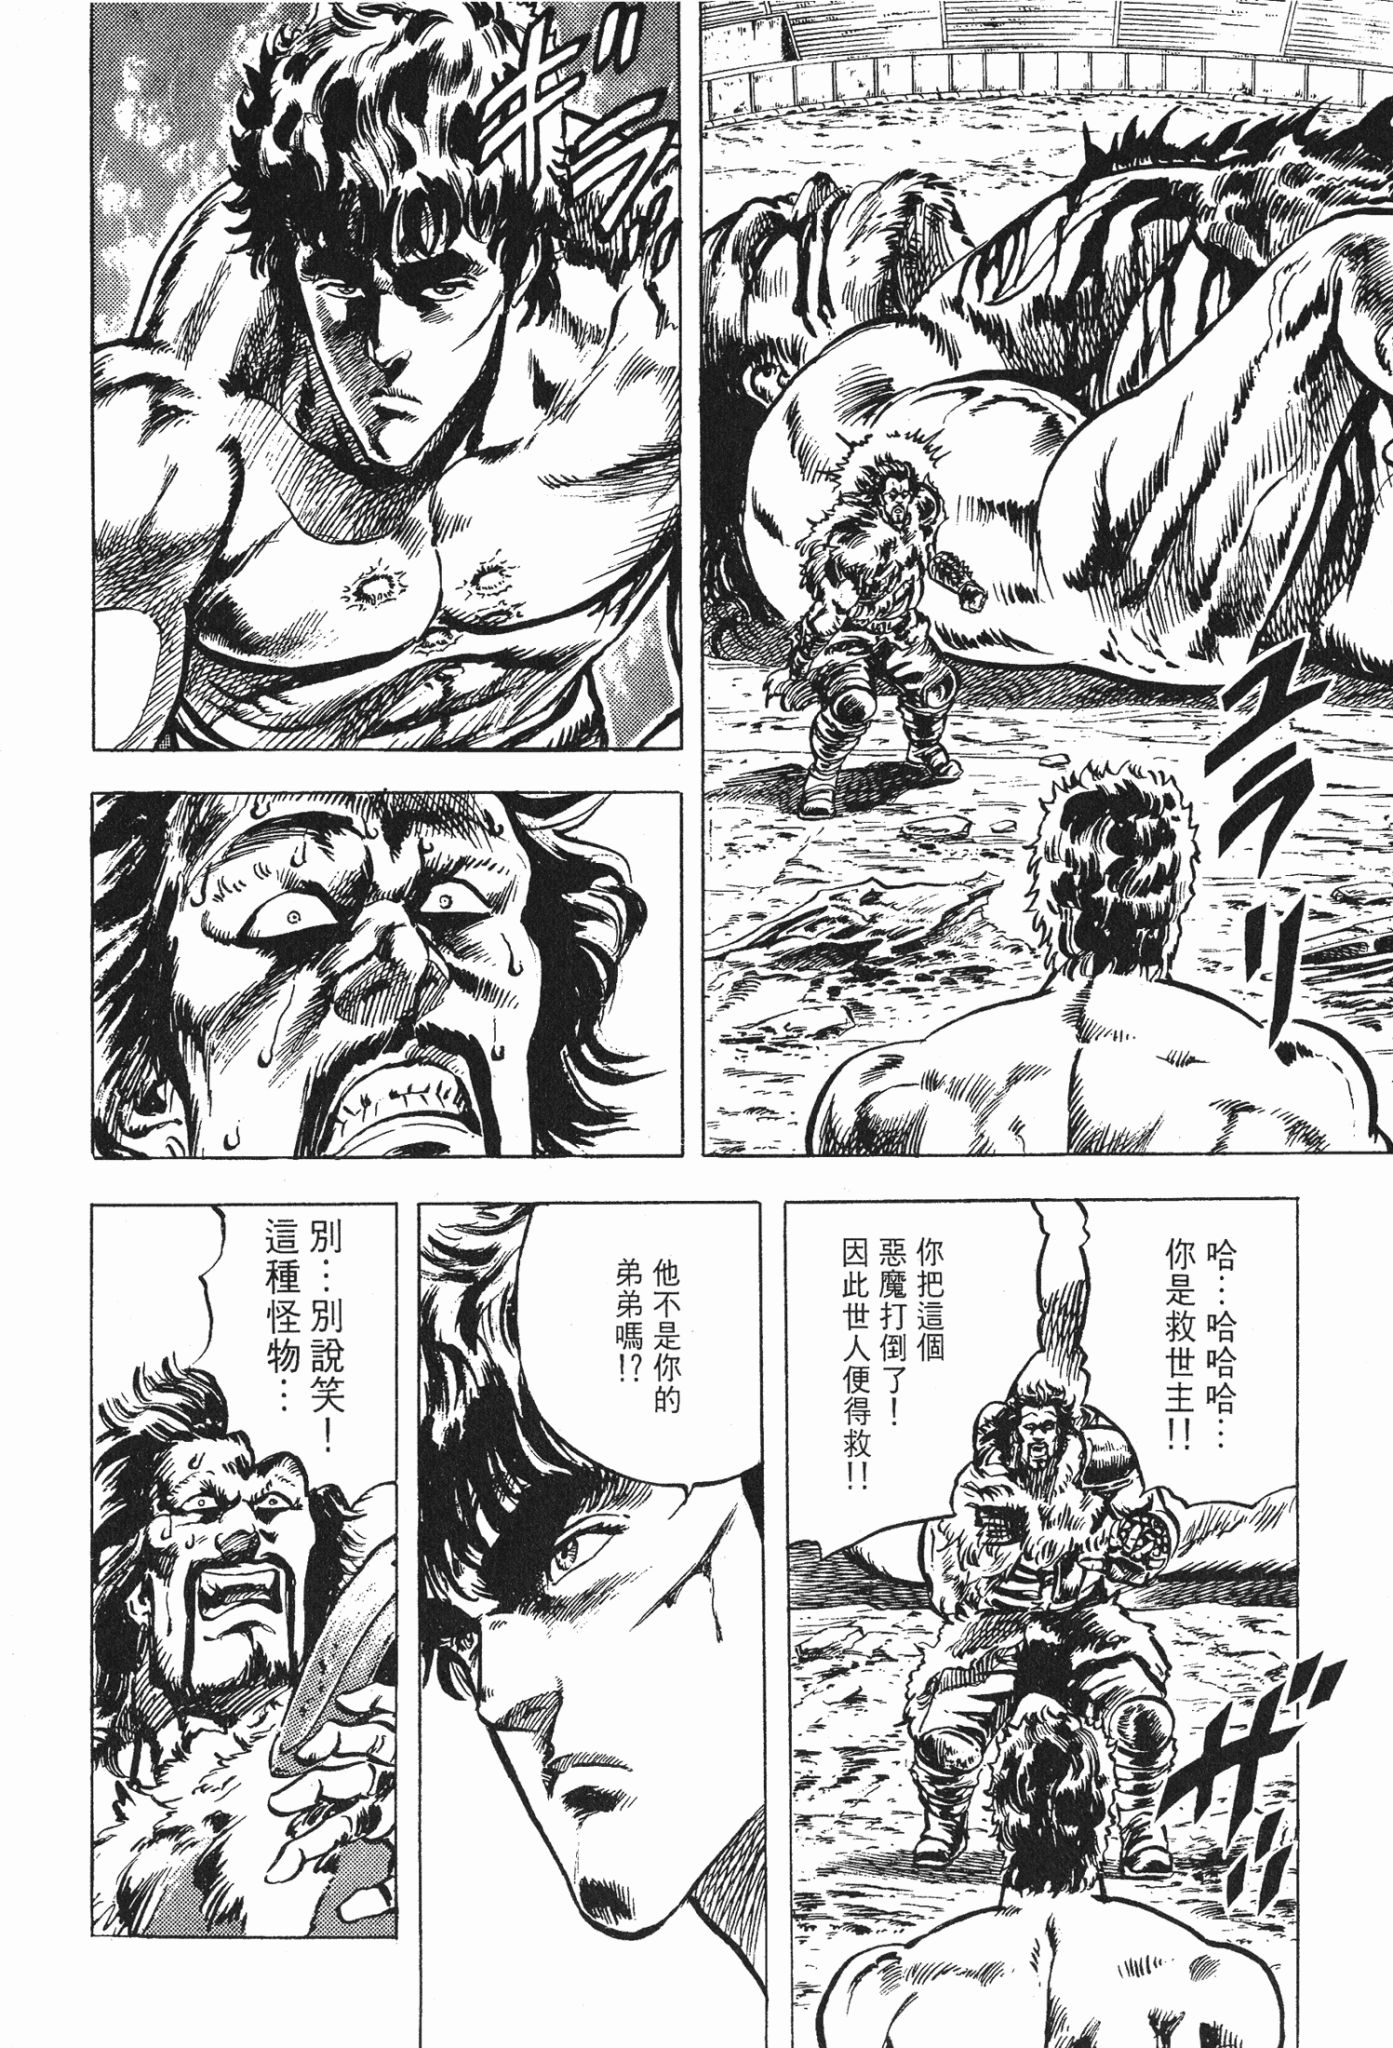 ユラリ
ギラ
哈…哈哈哈…
你是救世主!!
你把這個
惡魔打倒了!
因此世人便得救!!
ザッ
他不是你的
弟弟嗎!?
別…別說笑!
這種怪物…